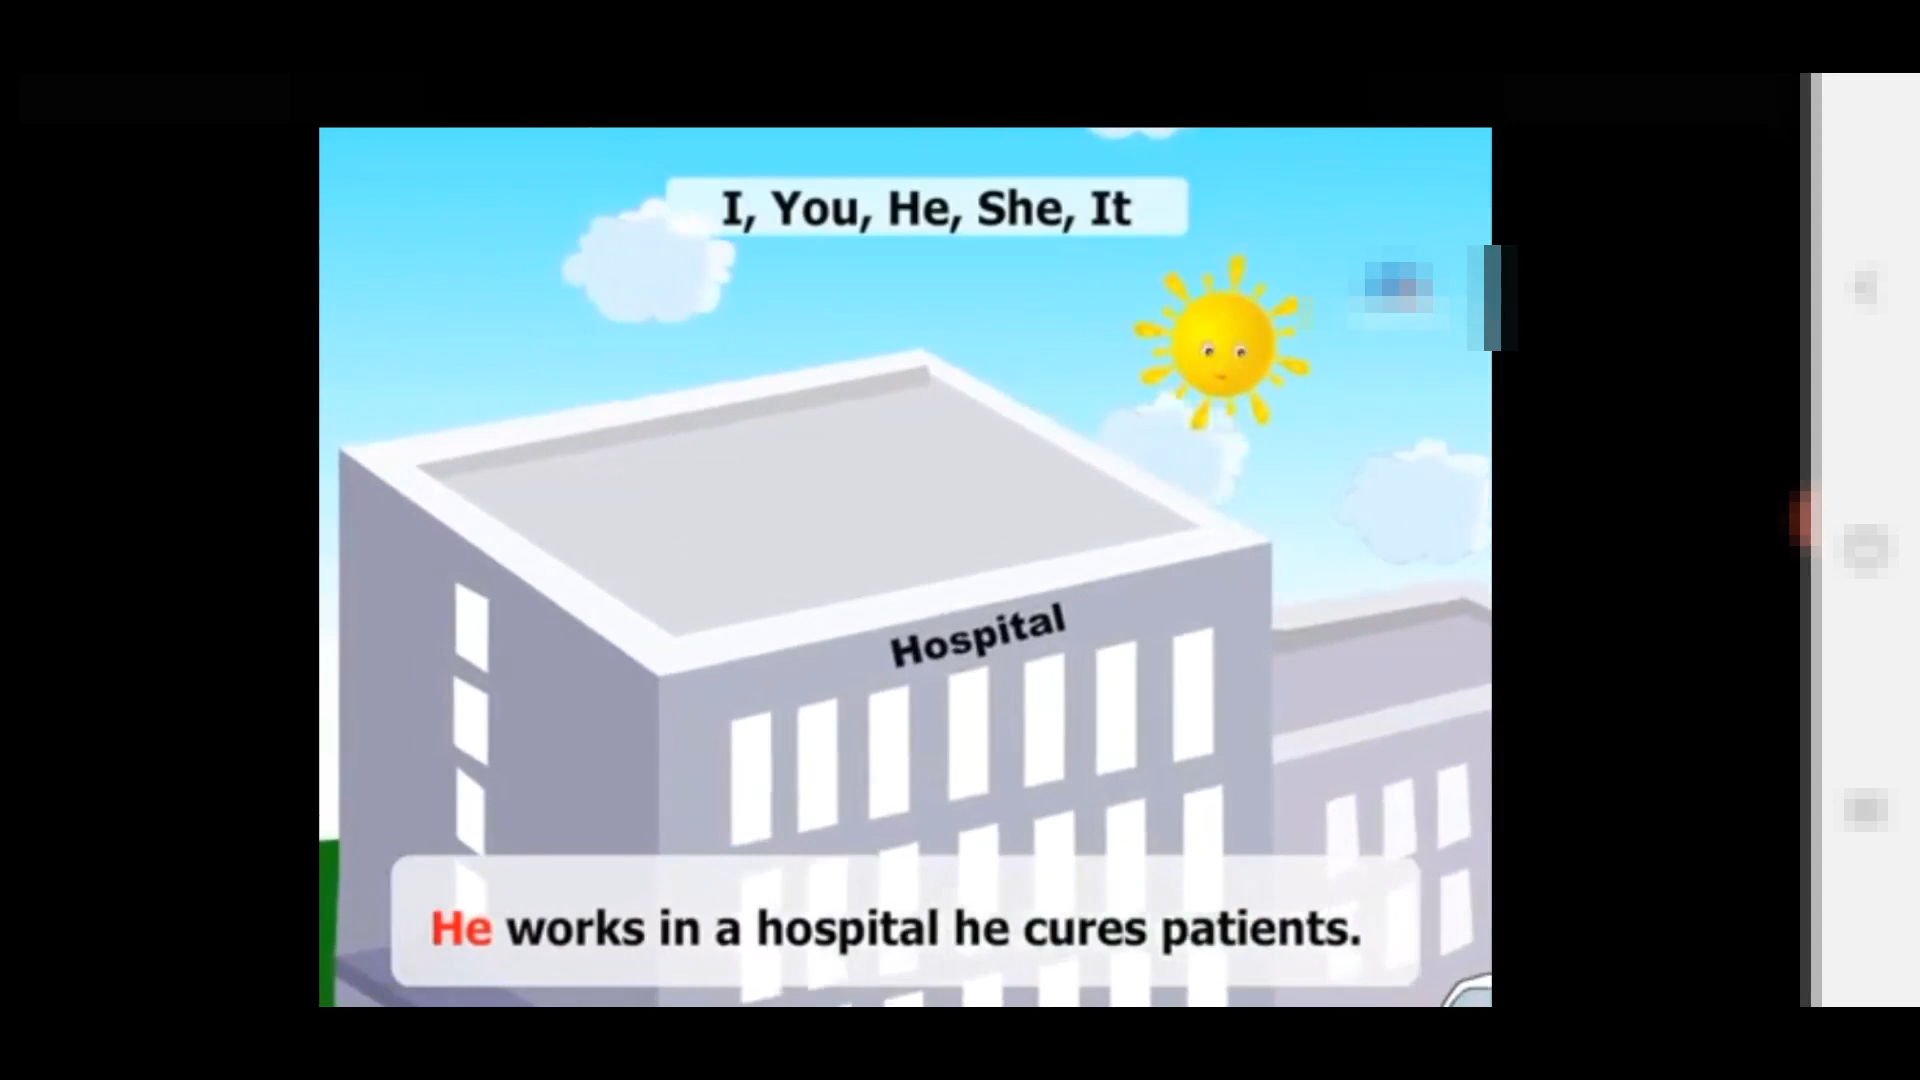 I, You, He, She, It
Hospital
He works in a hospital he cures patients.